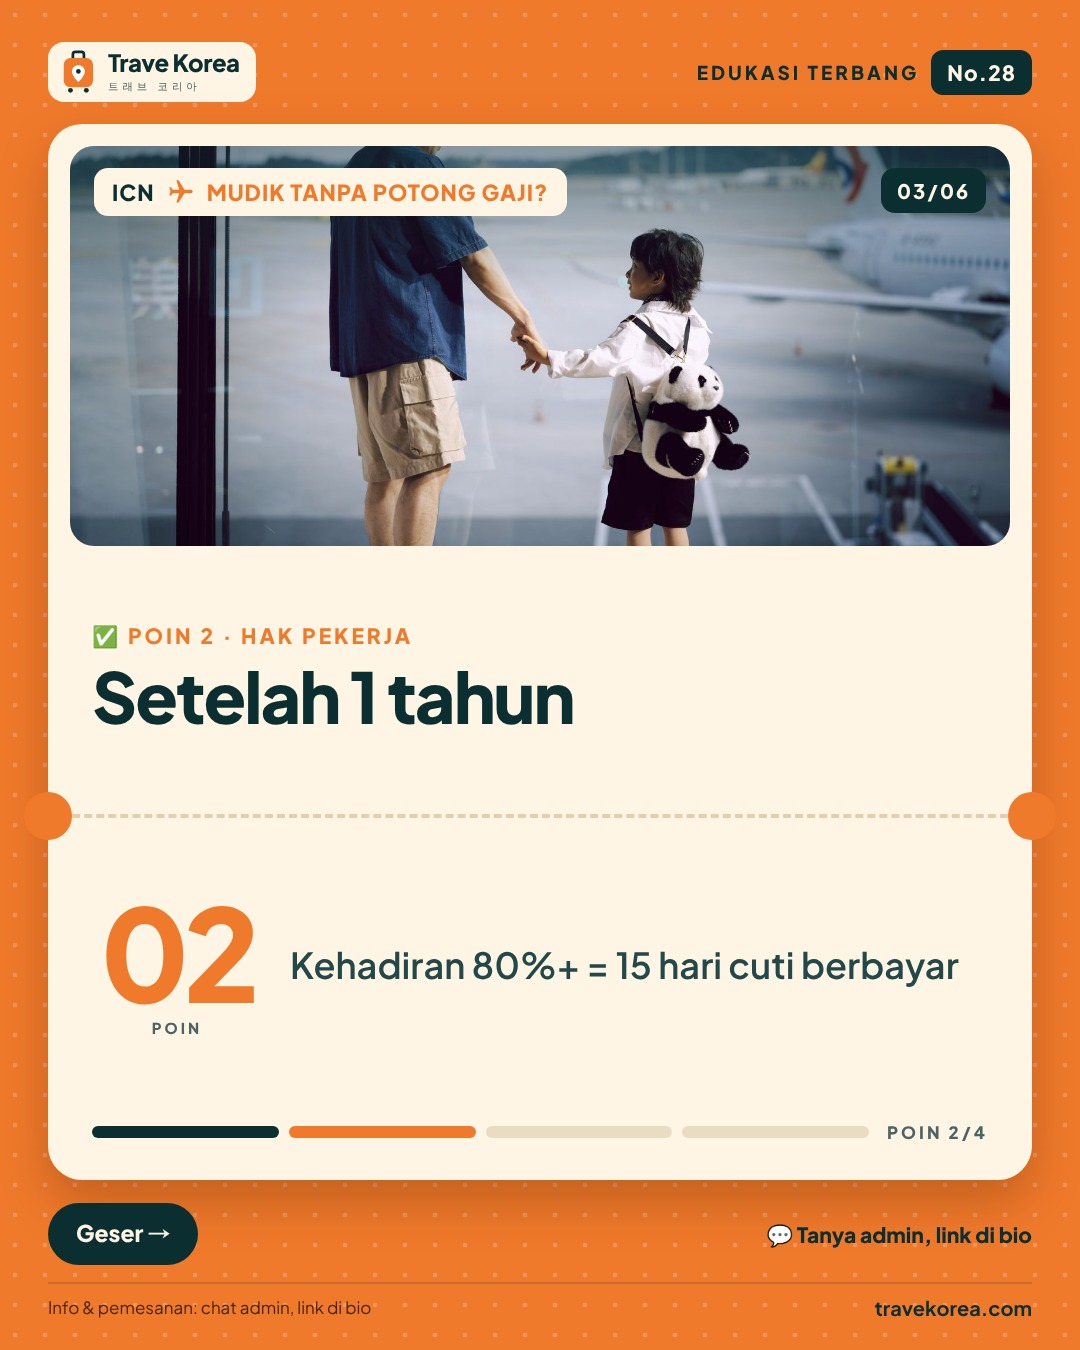 Trave Korea
트래브 코리아
EDUKASI TERBANG
No.28
ICN ✈ MUDIK TANPA POTONG GAJI?
03/06
✅ POIN 2 · HAK PEKERJA
Setelah 1 tahun
02
POIN
Kehadiran 80%+ = 15 hari cuti berbayar
POIN 2/4
Geser →
💬 Tanya admin, link di bio
Info & pemesanan: chat admin, link di bio
travekorea.com